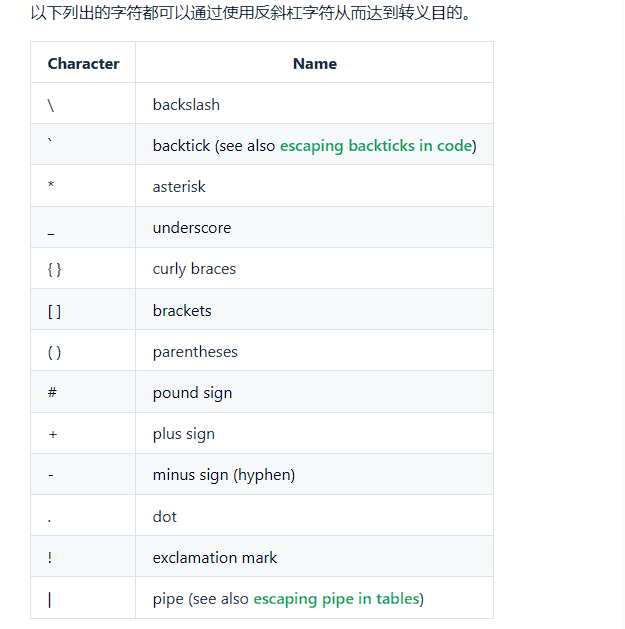 以下列出的字符都可以通过使用反斜杠字符从而达到转义目的。
Character Name
\ backslash
` backtick (see also escaping backticks in code)
* asterisk
_ underscore
{ } curly braces
[ ] brackets
( ) parentheses
# pound sign
+ plus sign
- minus sign (hyphen)
. dot
! exclamation mark
| pipe (see also escaping pipe in tables)